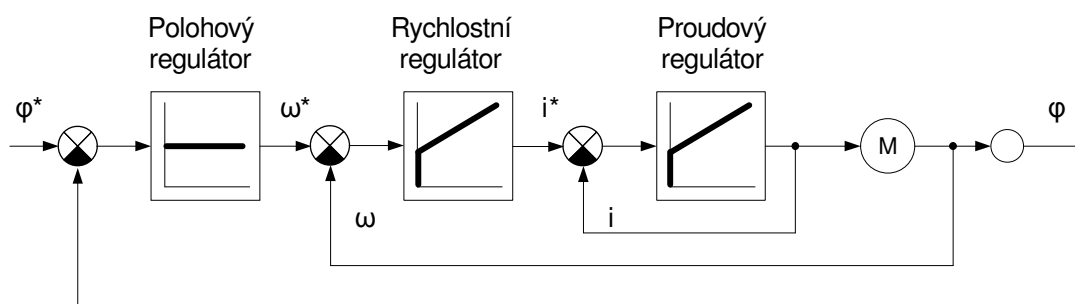 Polohový
regulátor
Rychlostní
regulátor
Proudový
regulátor
φ*
ω*
i*
φ
M
ω
i